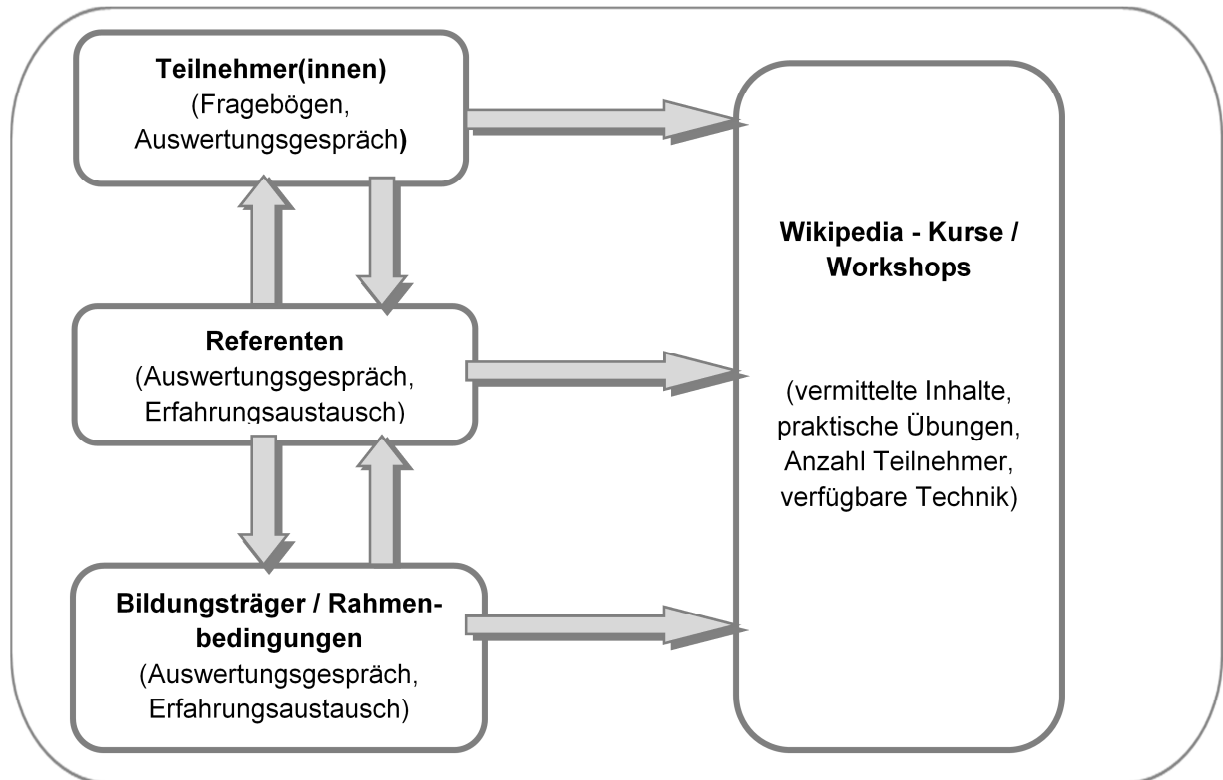 Teilnehmer(innen)
(Fragebögen,
Auswertungsgespräch)
Referenten
(Auswertungsgespräch,
Erfahrungsaustausch)
Bildungsträger / Rahmen-
bedingungen
(Auswertungsgespräch,
Erfahrungsaustausch)
Wikipedia - Kurse /
Workshops
(vermittelte Inhalte,
praktische Übungen,
Anzahl Teilnehmer,
verfügbare Technik)